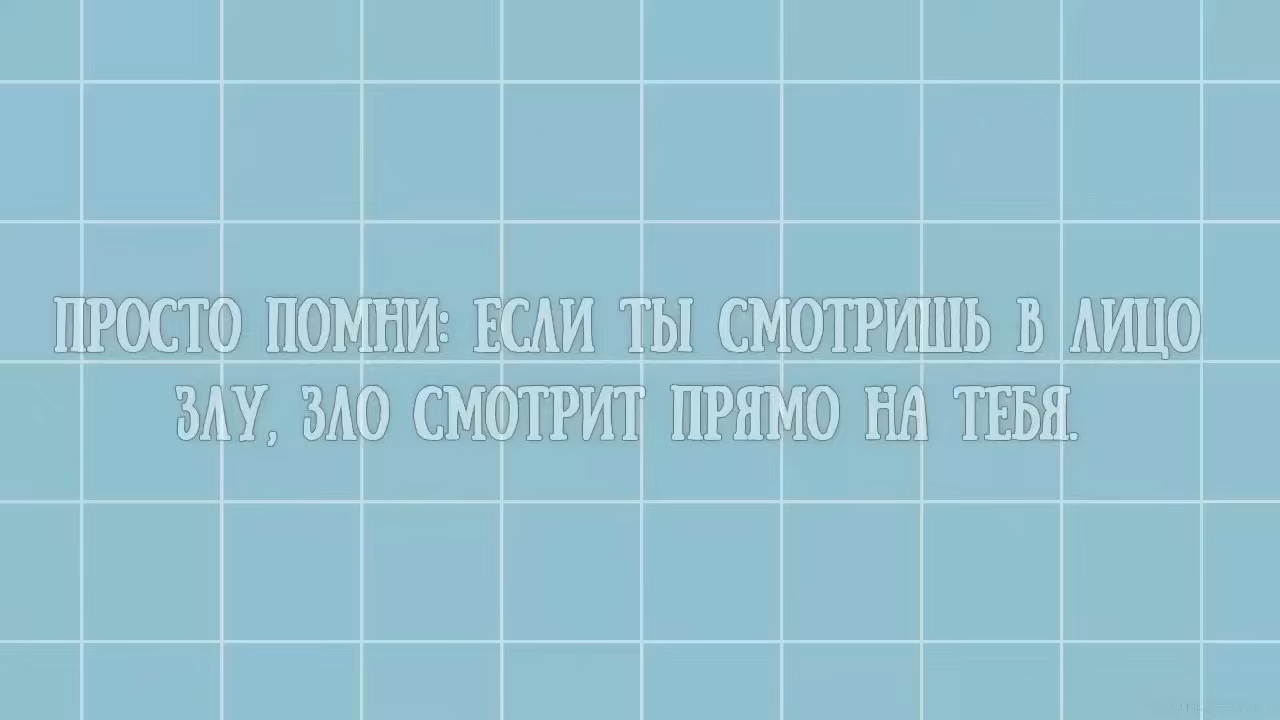 ПРОСТО ПОМНИ: ЕСЛИ ТЫ СМОТРИШЬ В ЛИЦО
ЗЛУ, ЗЛО СМОТРИТ ПРЯМО НА ТЕБЯ.